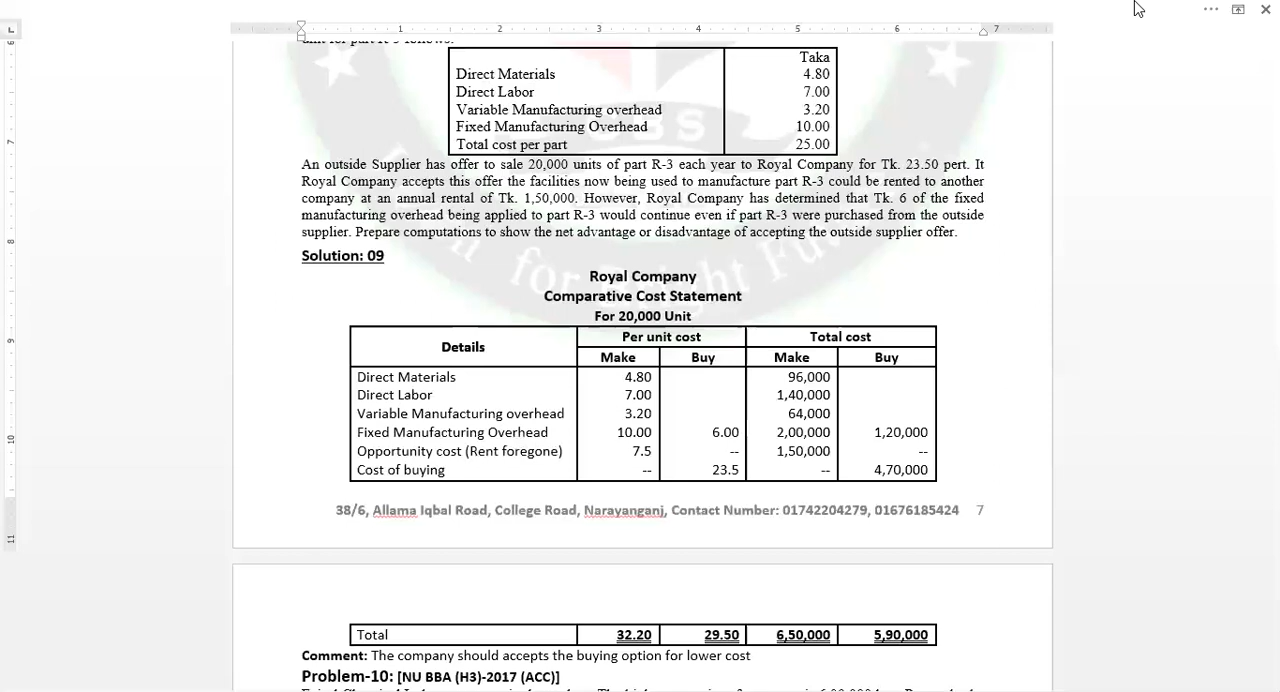 Taka
Direct Materials 4.80
Direct Labor 7.00
Variable Manufacturing overhead 3.20
Fixed Manufacturing Overhead 10.00
Total cost per part 25.00
An outside Supplier has offer to sale 20,000 units of part R-3 each year to Royal Company for Tk. 23.50 pert. It
Royal Company accepts this offer the facilities now being used to manufacture part R-3 could be rented to another
company at an annual rental of Tk. 1,50,000. However, Royal Company has determined that Tk. 6 of the fixed
manufacturing overhead being applied to part R-3 would continue even if part R-3 were purchased from the outside
supplier. Prepare computations to show the net advantage or disadvantage of accepting the outside supplier offer.
Solution: 09
Royal Company
Comparative Cost Statement
For 20,000 Unit
Details Per unit cost Total cost
Make Buy Make Buy
Direct Materials 4.80 96,000
Direct Labor 7.00 1,40,000
Variable Manufacturing overhead 3.20 64,000
Fixed Manufacturing Overhead 10.00 6.00 2,00,000 1,20,000
Opportunity cost (Rent foregone) 7.5 -- 1,50,000 --
Cost of buying -- 23.5 -- 4,70,000
38/6, Allama Iqbal Road, College Road, Narayanganj, Contact Number: 01742204279, 01676185424 7
Total 32.20 29.50 6,50,000 5,90,000
Comment: The company should accepts the buying option for lower cost
Problem-10: [NU BBA (H3)-2017 (ACC)]